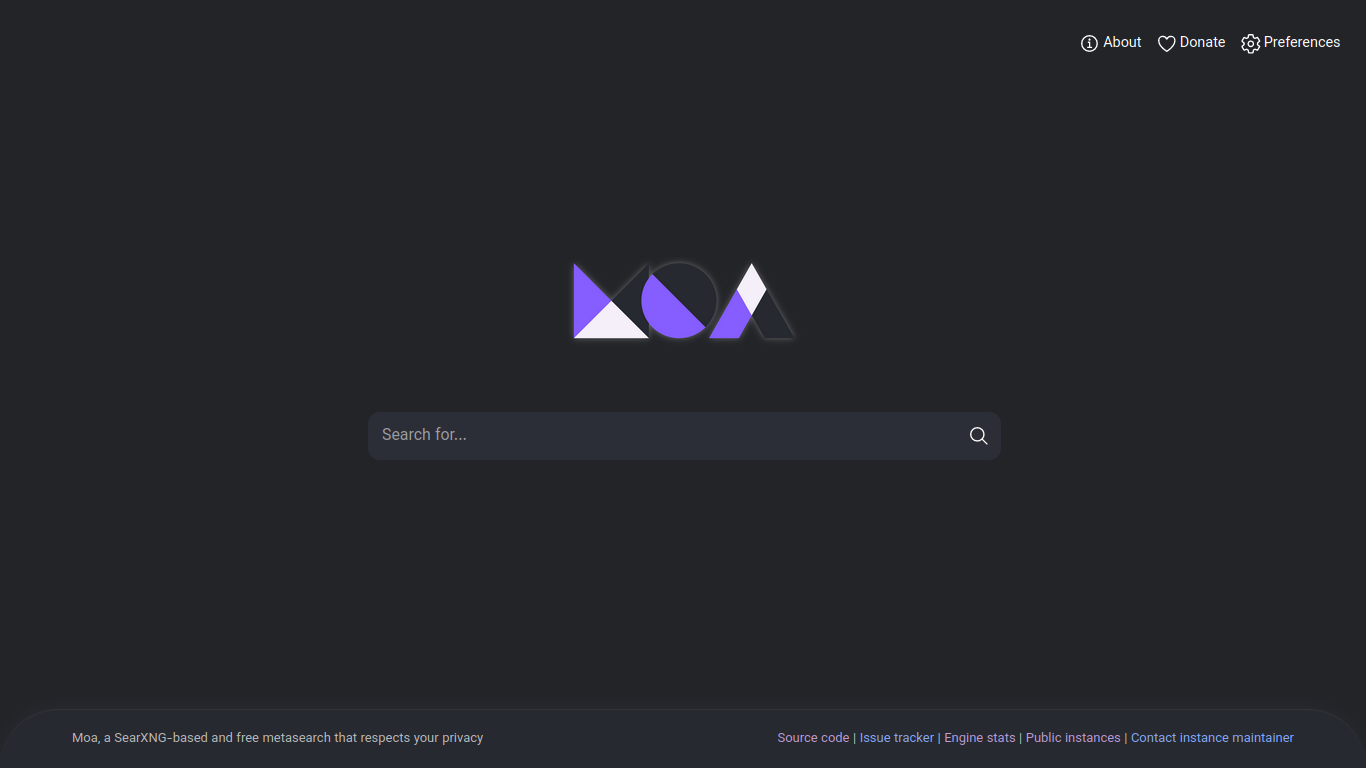 About Donate Preferences
MOA
Search for...
Moa, a SearXNG-based and free metasearch that respects your privacy
Source code | Issue tracker | Engine stats | Public instances | Contact instance maintainer